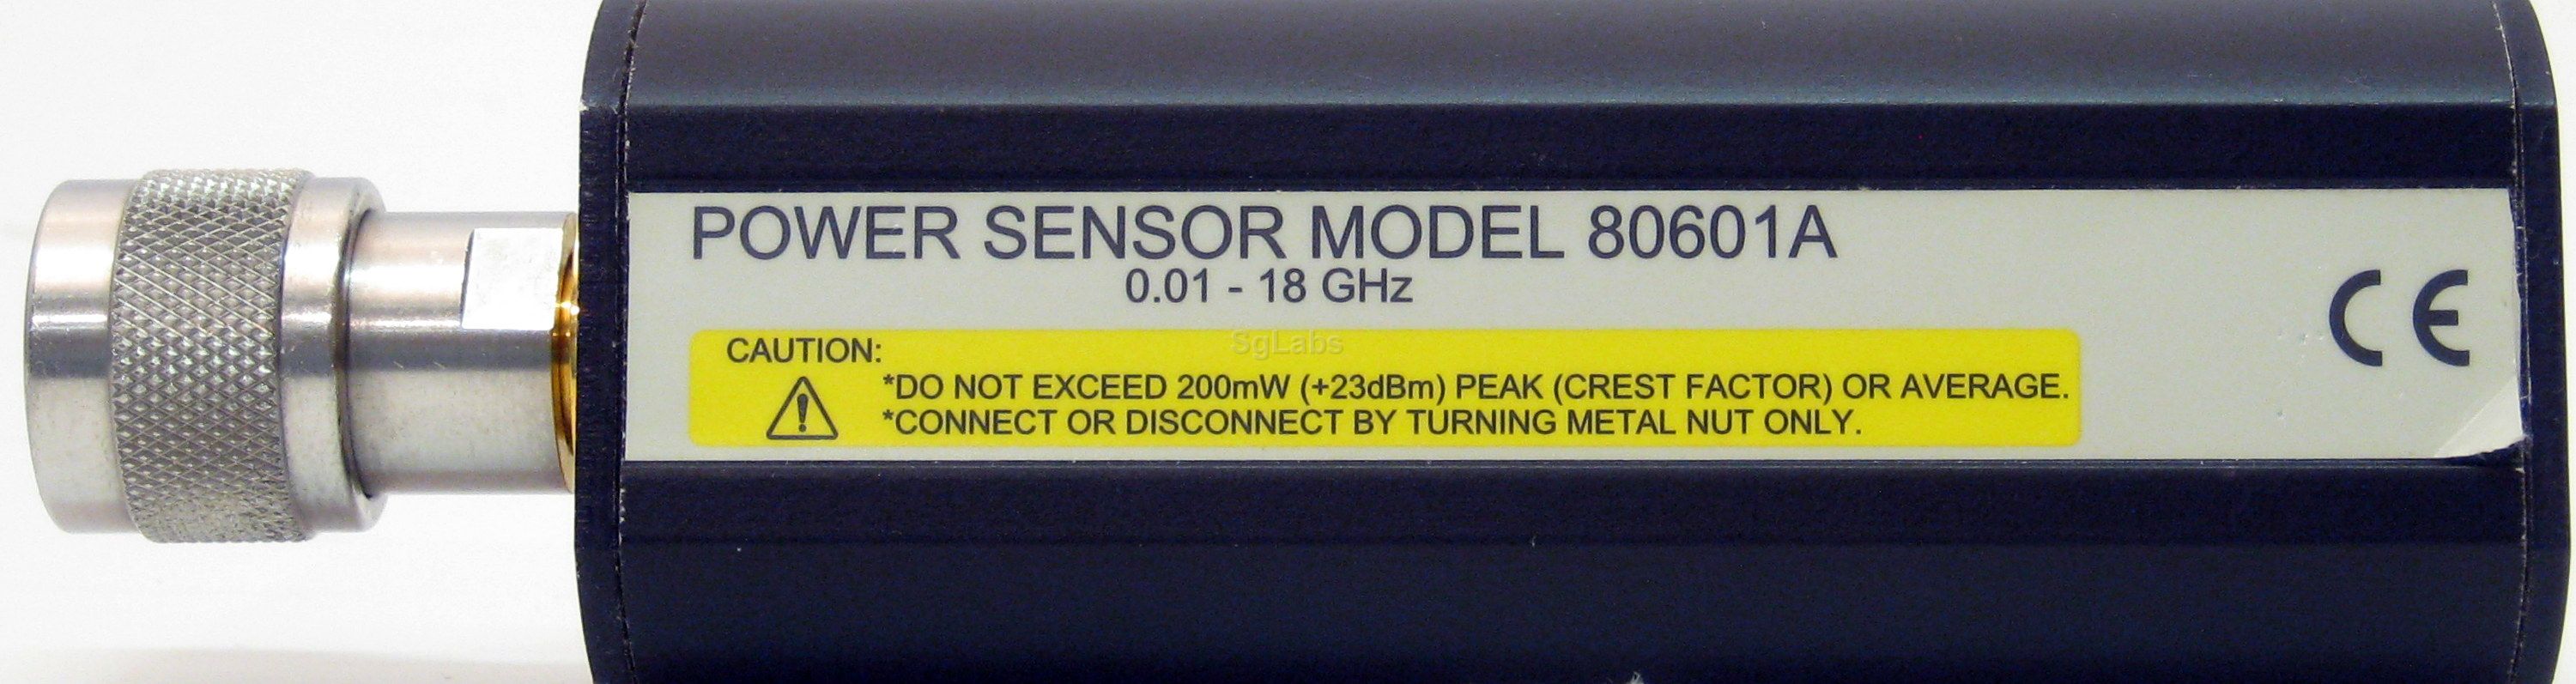 POWER SENSOR MODEL 80601A
0.01 - 18 GHz
SgLabs
CAUTION:
*DO NOT EXCEED 200mW (+23dBm) PEAK (CREST FACTOR) OR AVERAGE.
*CONNECT OR DISCONNECT BY TURNING METAL NUT ONLY.
CE